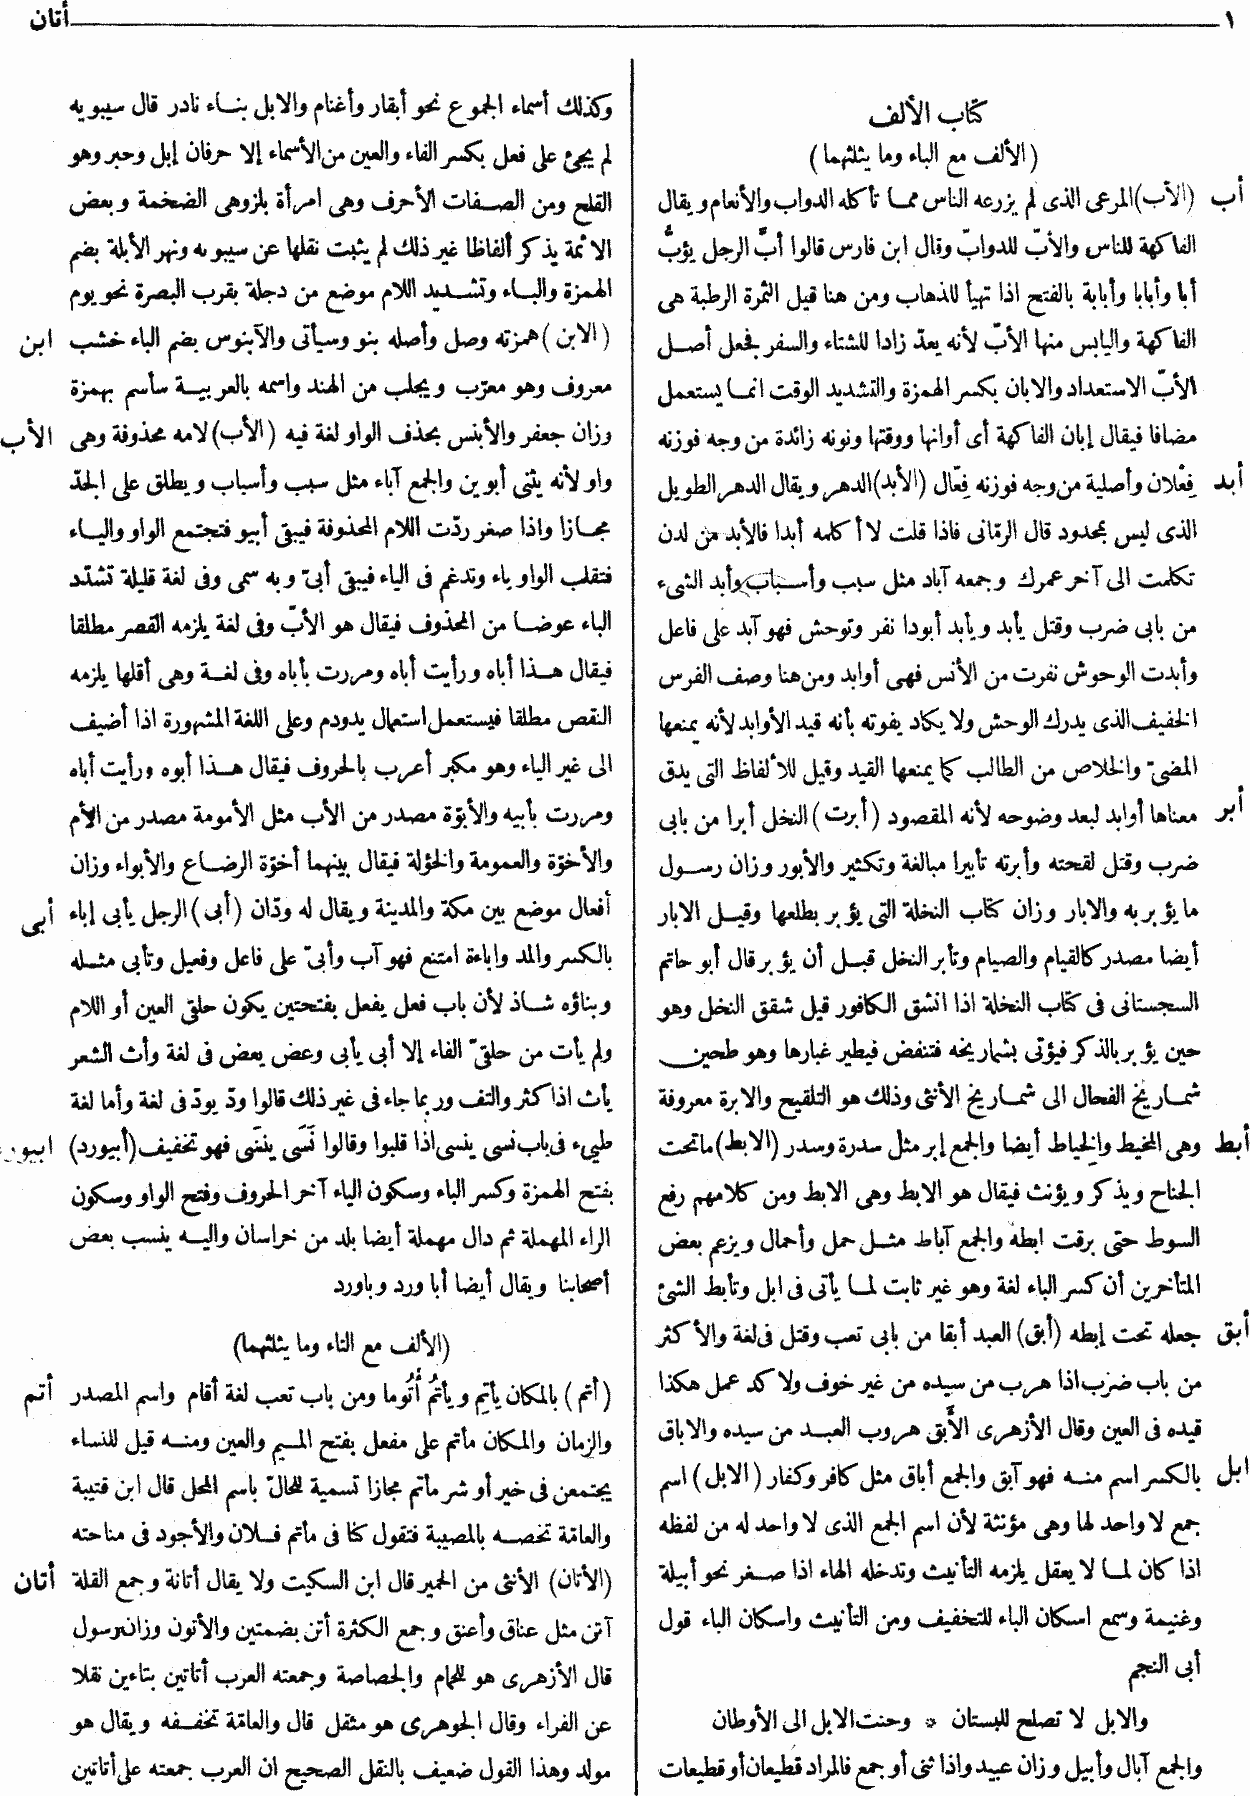 ١ أتان
كتاب الألف
(الألف مع الباء وما يثلثهما)
أب (الأب) المرعى الذى لم يزرعه الناس مما تأكله الدواب والأنعام ويقال
الفاكهة للناس والأبّ للدوابّ وقال ابن فارس قالوا أبَّ الرجل يؤبُّ
أبا وأبابا وأبابة بالفتح اذا تهيأ للذهاب ومن هنا قيل الثمرة الرطبة هى
الفاكهة واليابس منها الأبّ لأنه يعدّ زادا للشتاء والسفر فجعل أصل
الأبّ الاستعداد والابان بكسر الهمزة والتشديد الوقت انما يستعمل
مضافا فيقال إبان الفاكهة أى أوانها ووقتها ونونه زائدة من وجه فوزنه
أبد فِعْلان وأصلية من وجه فوزنه فِعّال (الأبد) الدهر ويقال الدهر الطويل
الذى ليس بمحدود قال الرمّانى فاذا قلت لا أكلمه أبدا فالأبد من لدن
تكلمت الى آخر عمرك وجمعه آباد مثل سبب وأسباب وأبد الشىء
من بابى ضرب وقتل يأبد ويأبد أبودا نفر وتوحش فهو آبد على فاعل
وأبدت الوحوش نفرت من الأنس فهى أوابد ومن هنا وصف الفرس
الخفيف الذى يدرك الوحش ولا يكاد يفوته بأنه قيد الأوابد لأنه يمنعها
المضىّ والخلاص من الطالب كما يمنعها القيد وقيل للألفاظ التى يدق
أبر معناها أوابد لبعد وضوحه لأنه المقصود (أبرت) النخل أبرا من بابى
ضرب وقتل لقحته وأبرته تأبيرا مبالغة وتكثير والأبور وزان رسول
ما يؤبر به والابار وزان كتاب النخلة التى يؤبر بطلعها وقيل الابار
أيضا مصدر كالقيام والصيام وتأبر النخل قبل أن يؤبر قال أبو حاتم
السجستانى فى كتاب النخلة اذا انشق الكافور قيل شقق النخل وهو
حين يؤبر بالذكر فيؤتى بشماريخه فتنفض فيطير غبارها وهو طحين
شماريخ الفحال الى شماريخ الأنثى وذلك هو التلقيح والابرة معروفة
أبط وهى المخيط والخياط أيضا والجمع إبر مثل سدرة وسدر (الابط) ما تحت
الجناح ويذكر ويؤنث فيقال هو الابط وهى الابط ومن كلامهم رفع
السوط حتى برقت ابطه والجمع آباط مثل حمل وأحمال ويزعم بعض
المتأخرين أن كسر الباء لغة وهو غير ثابت لما يأتى فى ابل وتأبط الشئ
أبق جعله تحت إبطه (أبق) العبد أبقا من بابى تعب وقتل فى لغة والأكثر
من باب ضرب اذا هرب من سيده من غير خوف ولا كد عمل هكذا
قيده فى العين وقال الأزهرى الأَبق هروب العبد من سيده والاباق
ابل بالكسر اسم منه فهو آبق والجمع أباق مثل كافر وكفار (الابل) اسم
جمع لا واحد لها وهى مؤنثة لأن اسم الجمع الذى لا واحد له من لفظه
اذا كان لما لا يعقل يلزمه التأنيث وتدخله الهاء اذا صغر نحو أبيلة
وغنيمة وسمع اسكان الباء للتخفيف ومن التأنيث واسكان الباء قول
أبى النجم
والابل لا تصلح للبستان * وحنت الابل الى الأوطان
والجمع آبال وأبيل وزان عبيد واذا ثنى أو جمع فالمراد قطيعان أو قطيعات
وكذلك أسماء الجموع نحو أبقار وأغنام والابل بناء نادر قال سيبويه
لم يجئ على فعل بكسر الفاء والعين من الأسماء إلا حرفان إبل وحبر وهو
القلح ومن الصفات الأحرف وهى امرأة بلزوهى الضخمة وبعض
الائمة يذكر ألفاظا غير ذلك لم يثبت نقلها عن سيبويه ونهر الأبلة بضم
الهمزة والباء وتشديد اللام موضع من دجلة بقرب البصرة نحو يوم
ابن (الابن) همزته وصل وأصله بنو وسيأتى والآبنوس بضم الباء خشب
معروف وهو معرّب ويجلب من الهند واسمه بالعربية سأسم بهمزة
الأب وزان جعفر والأبنس بحذف الواو لغة فيه (الأب) لامه محذوفة وهى
واو لأنه يثنى أبوين والجمع آباء مثل سبب وأسباب ويطلق على الجدّ
مجازا واذا صغر ردّت اللام المحذوفة فيبقى أبيو فتجتمع الواو والياء
فتقلب الواو ياء وتدغم فى الياء فيبقى أبىّ وبه سمى وفى لغة قليلة تشدّد
الباء عوضا من المحذوف فيقال هو الأبّ وفى لغة يلزمه القصر مطلقا
فيقال هذا أباه ورأيت أباه ومررت بأباه وفى لغة وهى أقلها يلزمه
النقص مطلقا فيستعمل استعمال يدودم وعلى اللغة المشهورة اذا أضيف
الى غير الياء وهو مكبر أعرب بالحروف فيقال هذا أبوه ورأيت أباه
ومررت بأبيه والأبوّة مصدر من الأب مثل الأمومة مصدر من الأم
والأخوّة والعمومة والخؤلة فيقال بينهما أخوّة الرضاع والأبواء وزان
أبى أفعال موضع بين مكة والمدينة ويقال له ودّان (أبى) الرجل يأبى إباء
بالكسر والمد واباءة امتنع فهو آب وأبىّ على فاعل وفعيل وتأبى مثله
وبناؤه شاذ لأن باب فعل يفعل بفتحتين يكون حلقى العين أو اللام
ولم يأت من حلقىّ الفاء إلا أبى يأبى وعض يعض فى لغة وأث الشعر
يأث اذا كثر والتف وربما جاء فى غير ذلك قالوا ودّ يودّ فى لغة وأما لغة
ابيورد طيىء فى باب نسى ينسى اذا قلبوا وقالوا نَسَى ينسَى فهو تخفيف (أبيورد)
بفتح الهمزة وكسر الباء وسكون الياء آخر الحروف وفتح الواو وسكون
الراء المهملة ثم دال مهملة أيضا بلد من خراسان واليه ينسب بعض
أصحابنا ويقال أيضا أبا ورد وباورد
(الألف مع التاء وما يثلثهما)
أتم (أتم) بالمكان يأتِم ويأتُم أُتُوما ومن باب تعب لغة أقام واسم المصدر
والزمان والمكان مأتم على مفعل بفتح الميم والعين ومنه قيل للنساء
يجتمعن فى خير أو شر مأتم مجازا تسمية للحالّ باسم المحل قال ابن قتيبة
والعامّة تخصه بالمصيبة فتقول كنا فى مأتم فلان والأجود فى مناحته
أتان (الأتان) الأنثى من الحمير قال ابن السكيت ولا يقال أتانة وجمع القلة
آتن مثل عناق وأعنق وجمع الكثرة أتن بضمتين والأتون وزان رسول
قال الأزهرى هو للحمام والجصاصة وجمعته العرب أتاتين بتاءين نقلا
عن الفراء وقال الجوهرى هو مثقل قال والعامّة تخففه ويقال هو
مولد وهذا القول ضعيف بالنقل الصحيح ان العرب جمعته على أتاتين